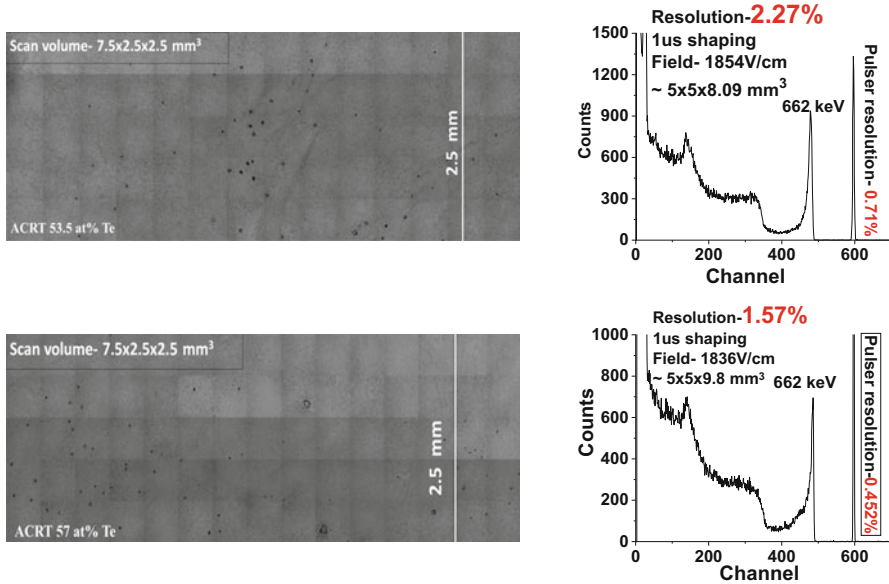 Scan volume- 7.5x2.5x2.5 mm³
2.5 mm
ACRT 53.5 at% Te
Resolution-2.27%
1us shaping
Field- 1854V/cm
~ 5x5x8.09 mm³
662 keV
Pulser resolution- 0.71%
1500
1200
900
600
300
0
Counts
0 200 400 600
Channel
Scan volume- 7.5x2.5x2.5 mm³
2.5 mm
ACRT 57 at% Te
Resolution-1.57%
1us shaping
Field- 1836V/cm
~ 5x5x9.8 mm³
662 keV
Pulser resolution-0.452%
1000
800
600
400
200
0
Counts
0 200 400 600
Channel